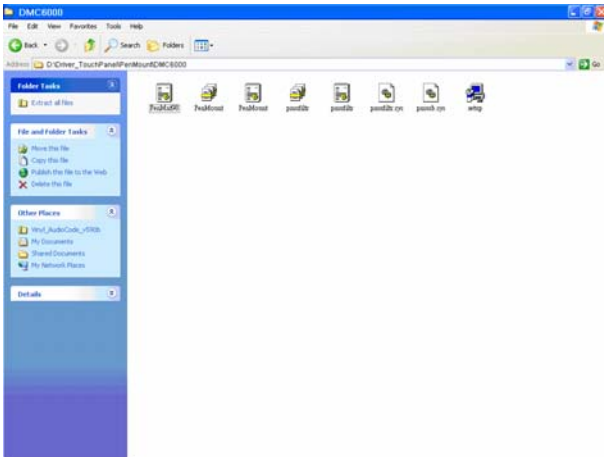 DMC6000
File Edit View Favorites Tools Help
Back Search Folders
Address D:\Driver_TouchPanel\PenMount\DMC6000 Go
Folder Tasks
Extract all files
File and Folder Tasks
Move this file
Copy this file
Publish this file to the Web
Delete this file
Other Places
My Documents
Shared Documents
My Network Places
Details
PenMount PenMount setup